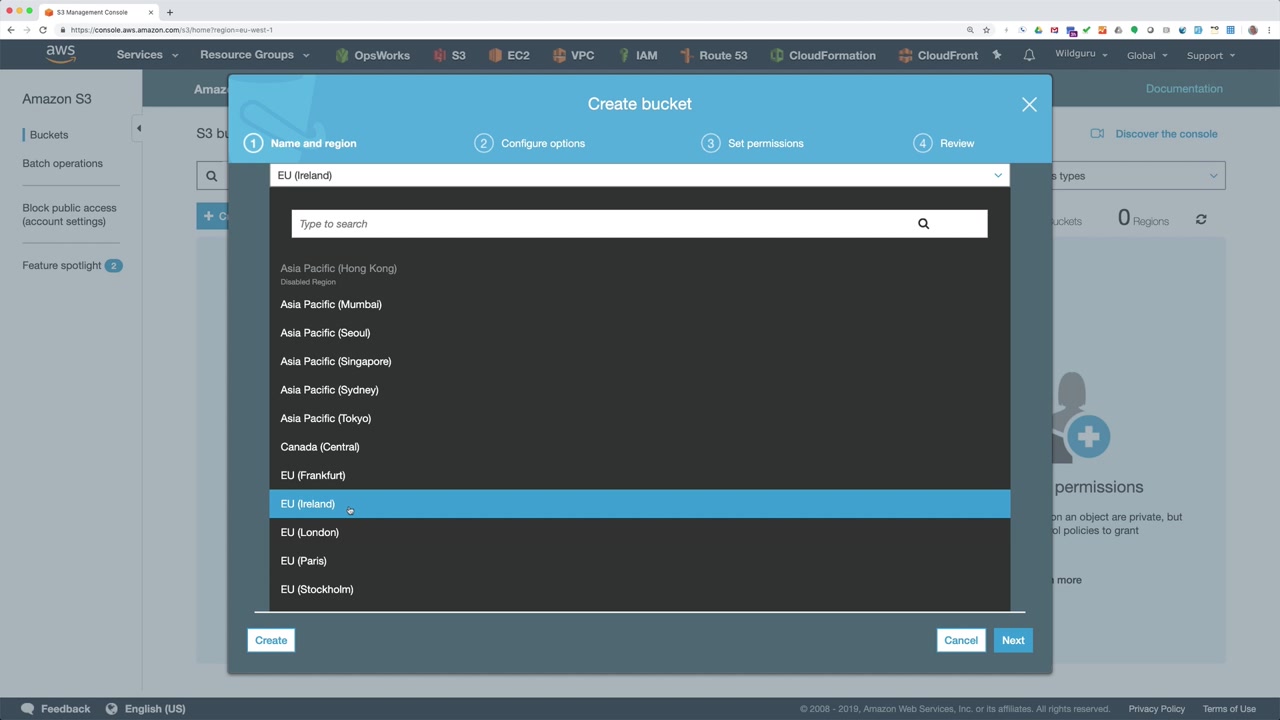 S3 Management Console
https://console.aws.amazon.com/s3/home?region=eu-west-1
aws
Services
Resource Groups
OpsWorks
S3
EC2
VPC
IAM
Route 53
CloudFormation
CloudFront
Wildguru
Global
Support
Amazon S3
Buckets
Batch operations
Block public access
(account settings)
Feature spotlight 2
Amaz
Documentation
S3 bu
Discover the console
s types
+ C
uckets
0 Regions
Create bucket
1 Name and region
2 Configure options
3 Set permissions
4 Review
EU (Ireland)
Type to search
Asia Pacific (Hong Kong)
Disabled Region
Asia Pacific (Mumbai)
Asia Pacific (Seoul)
Asia Pacific (Singapore)
Asia Pacific (Sydney)
Asia Pacific (Tokyo)
Canada (Central)
EU (Frankfurt)
EU (Ireland)
EU (London)
EU (Paris)
EU (Stockholm)
permissions
on an object are private, but
ol policies to grant
n more
Create
Cancel
Next
Feedback
English (US)
© 2008 - 2019, Amazon Web Services, Inc. or its affiliates. All rights reserved.
Privacy Policy
Terms of Use